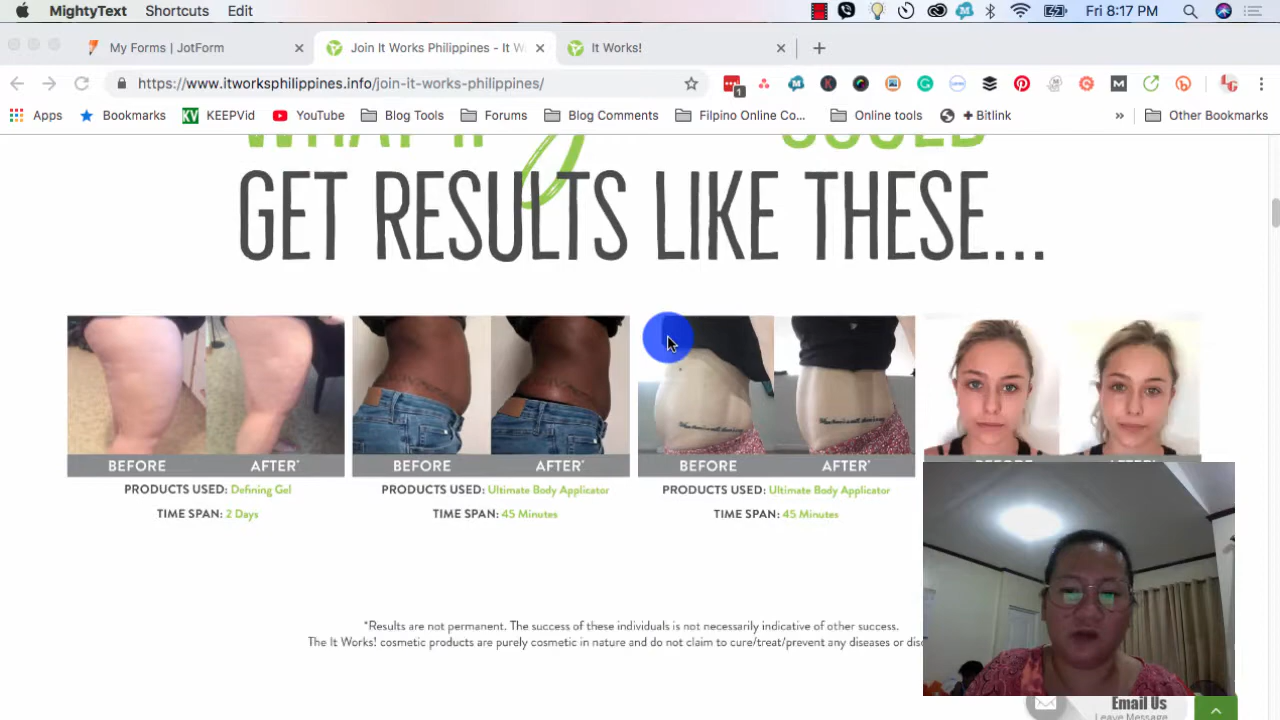 MightyText Shortcuts Edit Fri 8:17 PM
My Forms | JotForm Join It Works Philippines - It W It Works!
https://www.itworksphilippines.info/join-it-works-philippines/
Apps Bookmarks KEEPVid YouTube Blog Tools Forums Blog Comments Filpino Online Co... Online tools + Bitlink » Other Bookmarks
WHAT IF COULD
GET RESULTS LIKE THESE...
BEFORE AFTER* BEFORE AFTER* BEFORE AFTER*
PRODUCTS USED: Defining Gel PRODUCTS USED: Ultimate Body Applicator PRODUCTS USED: Ultimate Body Applicator
TIME SPAN: 2 Days TIME SPAN: 45 Minutes TIME SPAN: 45 Minutes
*Results are not permanent. The success of these individuals is not necessarily indicative of other success.
The It Works! cosmetic products are purely cosmetic in nature and do not claim to cure/treat/prevent any diseases or
Email Us
Leave Message